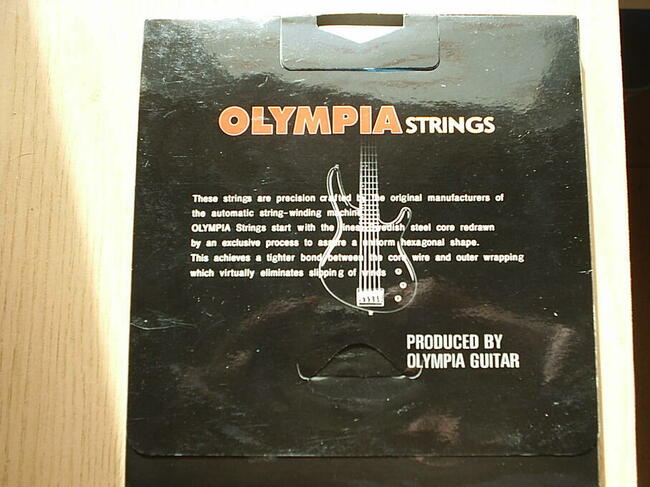 OLYMPIA STRINGS
These strings are precision crafted by the original manufacturers of
the automatic string-winding machine
OLYMPIA Strings start with the finest Swedish steel core redrawn
by an exclusive process to assure a uniform hexagonal shape.
This achieves a tighter bond between the core wire and outer wrapping
which virtually eliminates slipping of winds
PRODUCED BY
OLYMPIA GUITAR